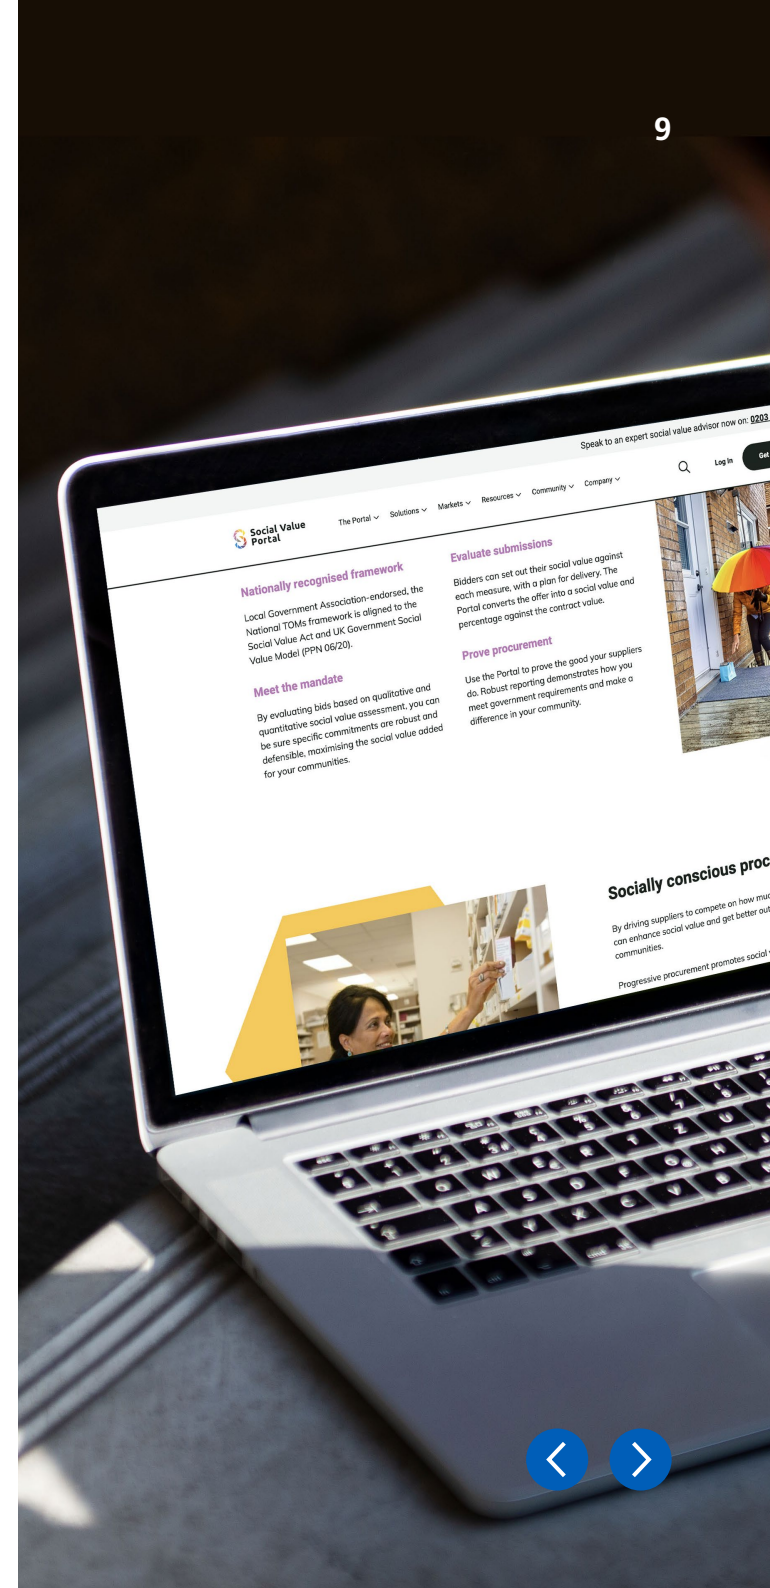 9
Speak to an expert social value advisor now on: 0203
Social Value
Portal
The Portal
Solutions
Markets
Resources
Community
Company
Log in
Get
Nationally recognised framework
Local Government Association-endorsed, the
National TOMs framework is aligned to the
Social Value Act and UK Government Social
Value Model (PPN 06/20).
Meet the mandate
By evaluating bids based on qualitative and
quantitative social value assessment, you can
be sure specific commitments are robust and
defensible, maximising the social value added
for your communities.
Evaluate submissions
Bidders can set out their social value against
each measure, with a plan for delivery. The
Portal converts the offer into a social value and
percentage against the contract value.
Prove procurement
Use the Portal to prove the good your suppliers
do. Robust reporting demonstrates how you
meet government requirements and make a
difference in your community.
Socially conscious proc
By driving suppliers to compete on how muc
can enhance social value and get better out
communities.
Progressive procurement promotes social